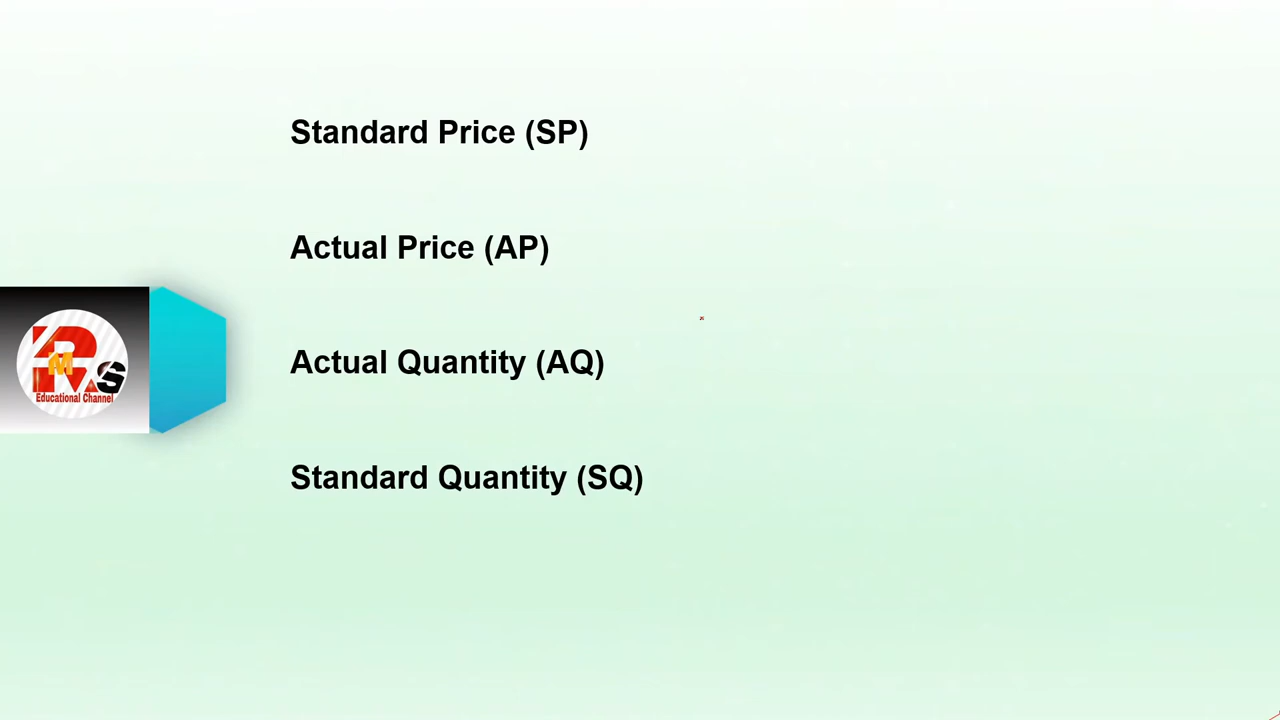 Standard Price (SP)
Actual Price (AP)
Actual Quantity (AQ)
M
S
Educational Channel
Standard Quantity (SQ)